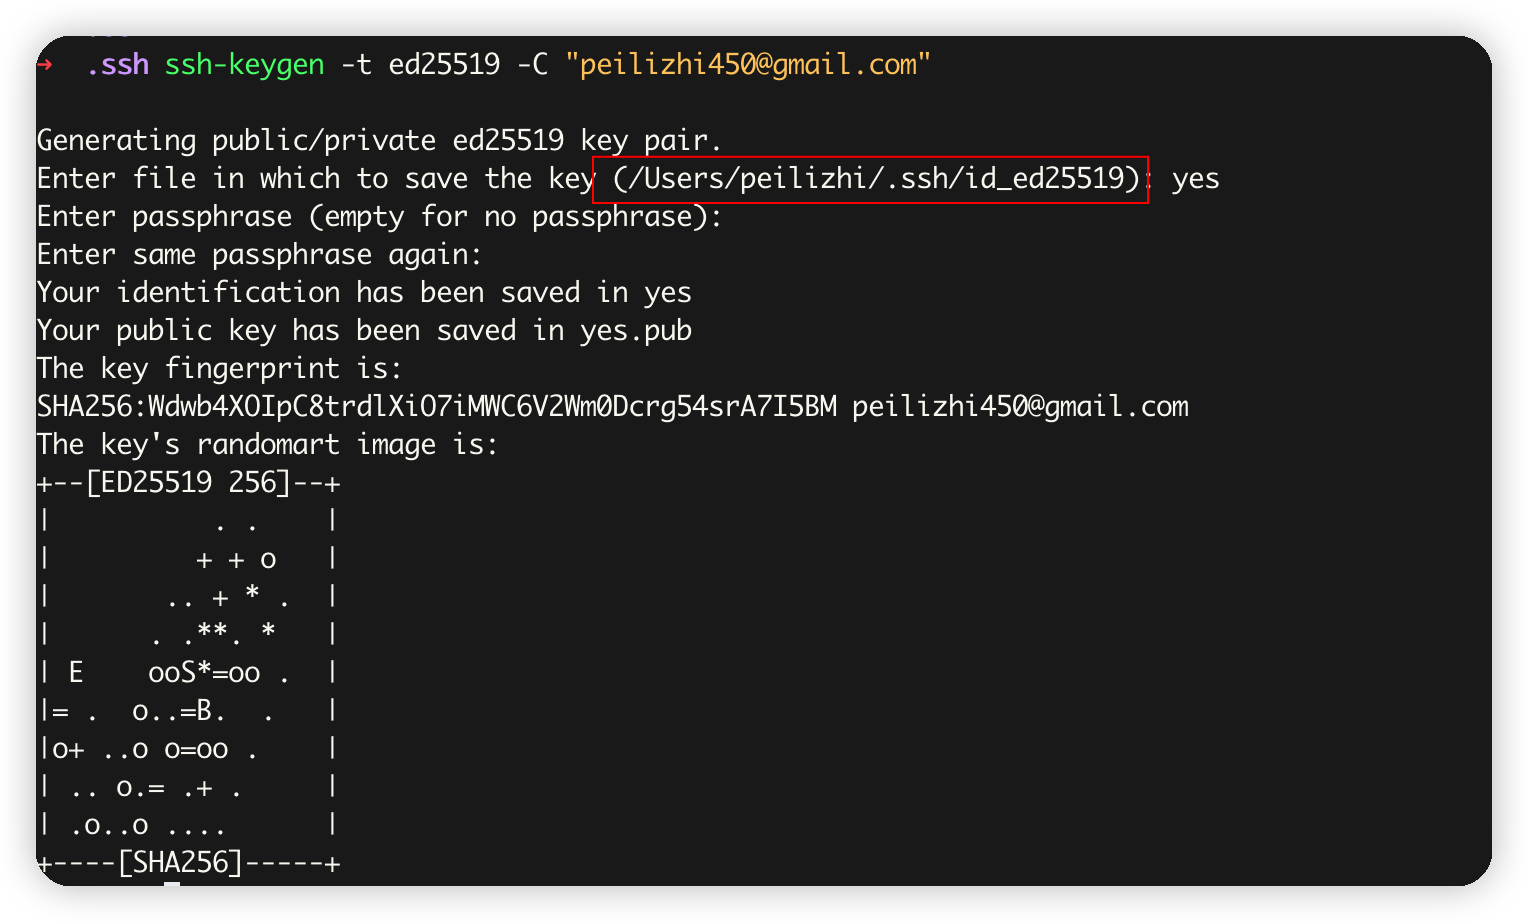 ➜  .ssh ssh-keygen -t ed25519 -C "peilizhi450@gmail.com"
Generating public/private ed25519 key pair.
Enter file in which to save the key (/Users/peilizhi/.ssh/id_ed25519): yes
Enter passphrase (empty for no passphrase):
Enter same passphrase again:
Your identification has been saved in yes
Your public key has been saved in yes.pub
The key fingerprint is:
SHA256:Wdwb4XOIpC8trdlXiO7iMWC6V2Wm0Dcrg54srA7I5BM peilizhi450@gmail.com
The key's randomart image is:
+--[ED25519 256]--+
|          . .    |
|         + + o   |
|       .. + * .  |
|      . .**. *   |
| E    ooS*=oo .  |
|= .  o..=B.  .   |
|o+ ..o o=oo .    |
| .. o.= .+ .     |
| .o..o ....      |
+----[SHA256]-----+